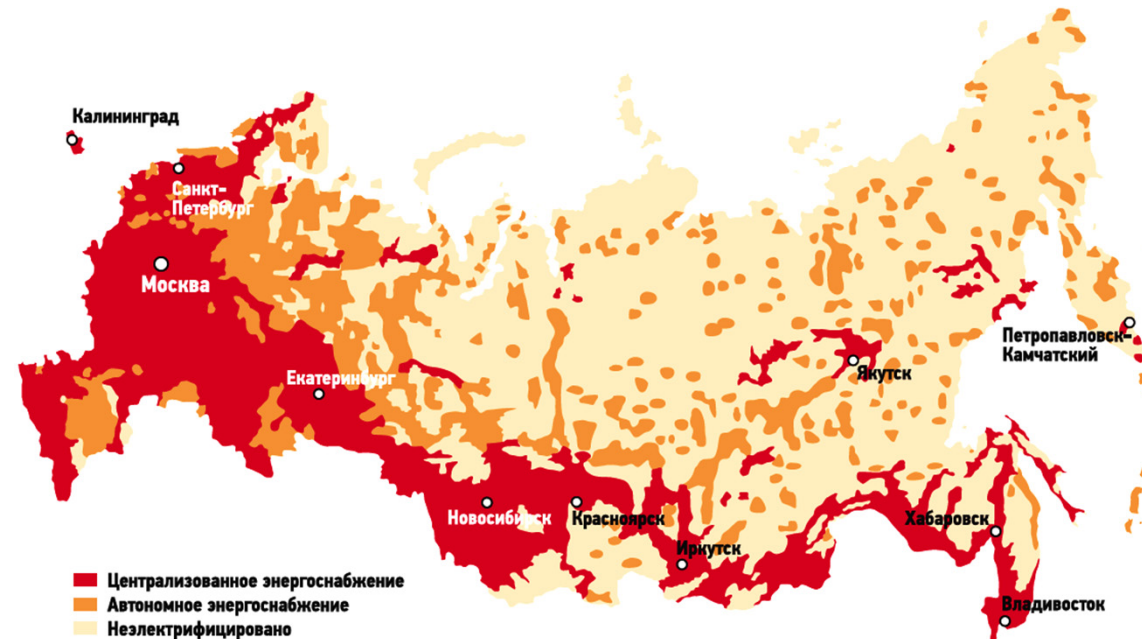 Калининград
Санкт-
Петербург
Москва
Екатеринбург
Новосибирск
Красноярск
Иркутск
Якутск
Петропавловск-
Камчатский
Хабаровск
Владивосток
Централизованное энергоснабжение
Автономное энергоснабжение
Неэлектрифицировано